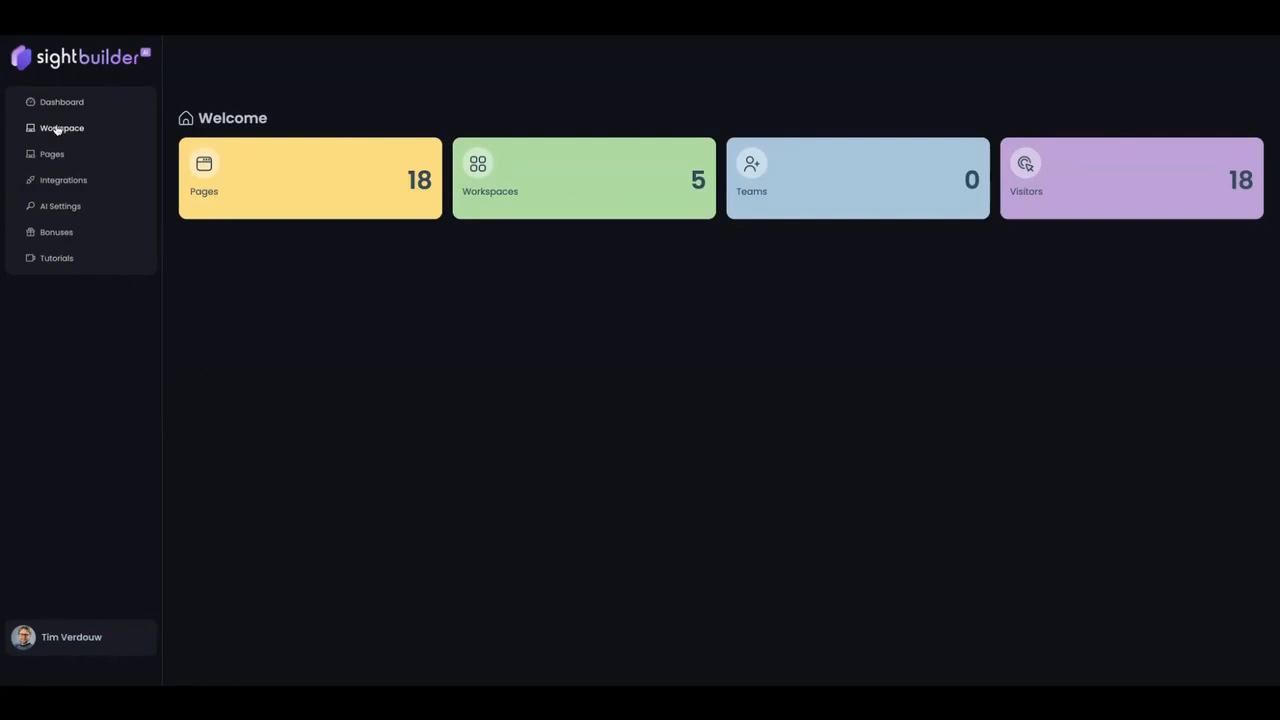 sightbuilder AI
Dashboard
Workspace
Pages
Integrations
AI Settings
Bonuses
Tutorials
Tim Verdouw
Welcome
Pages
18
Workspaces
5
Teams
0
Visitors
18